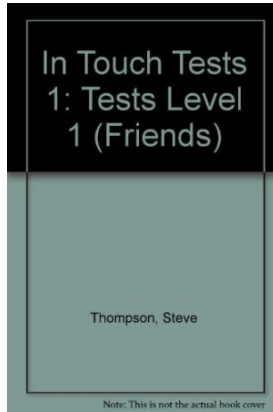 In Touch Tests
1: Tests Level
1 (Friends)
Thompson, Steve
Note: This is not the actual book cover